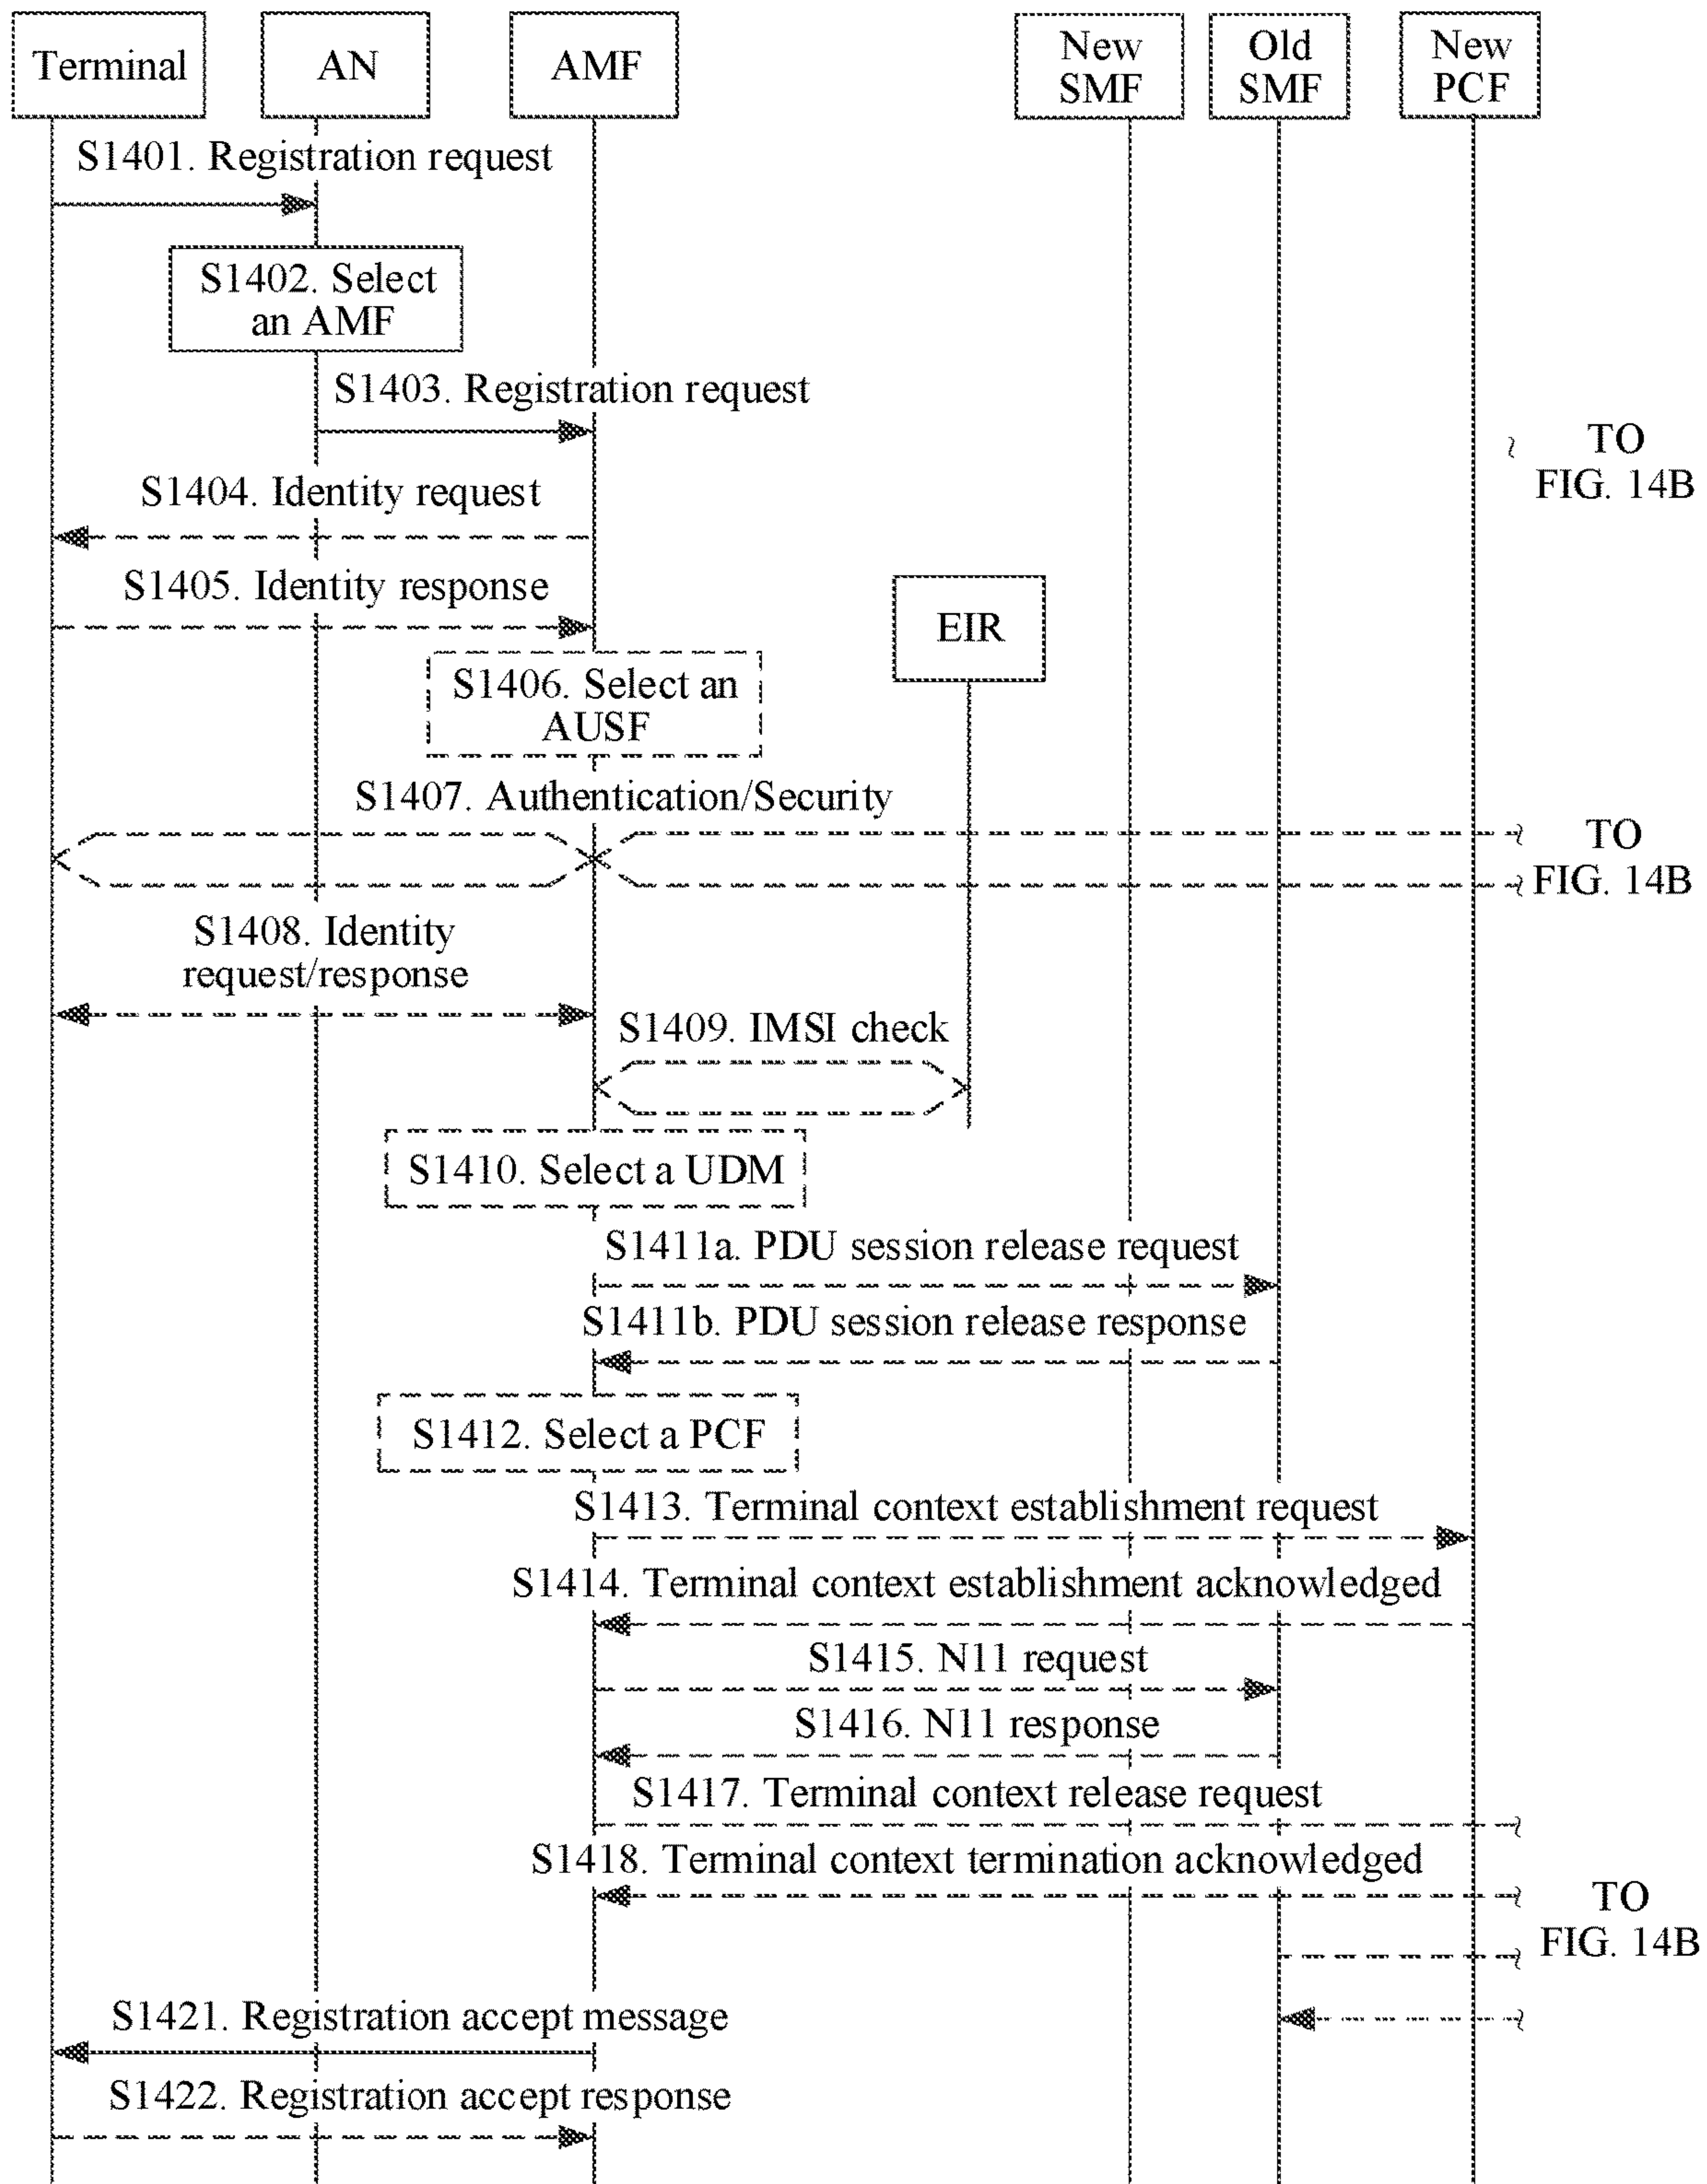 Terminal
AN
AMF
New
SMF
Old
SMF
New
PCF
S1401. Registration request
S1402. Select
an AMF
S1403. Registration request
TO
FIG. 14B
S1404. Identity request
S1405. Identity response
EIR
S1406. Select an
AUSF
S1407. Authentication/Security
TO
FIG. 14B
S1408. Identity
request/response
S1409. IMSI check
S1410. Select a UDM
S1411a. PDU session release request
S1411b. PDU session release response
S1412. Select a PCF
S1413. Terminal context establishment request
S1414. Terminal context establishment acknowledged
S1415. N11 request
S1416. N11 response
S1417. Terminal context release request
S1418. Terminal context termination acknowledged
TO
FIG. 14B
S1421. Registration accept message
S1422. Registration accept response